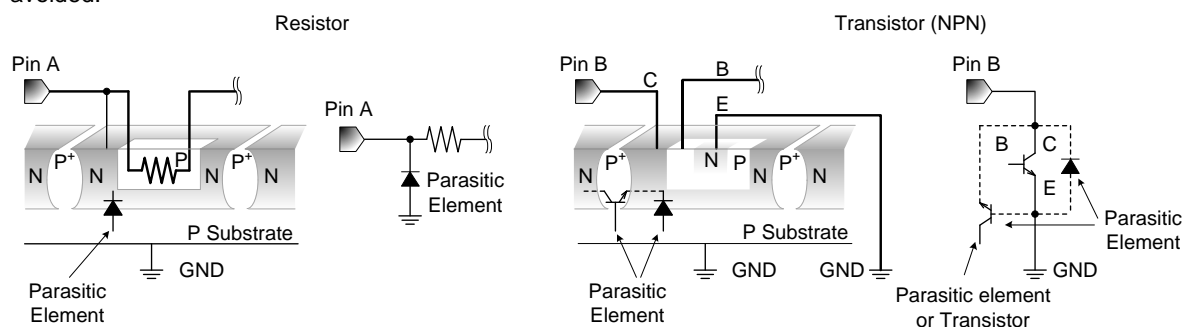 avoided.
Resistor
Transistor (NPN)
Pin A
Pin A
N P+ N P P+ N
Parasitic
Element
P Substrate
GND
Parasitic
Element
Pin B
C
B
E
N P+ N P P+ N
P Substrate
GND
GND
Parasitic
Element
Pin B
B C
E
Parasitic
Element
GND
Parasitic element
or Transistor